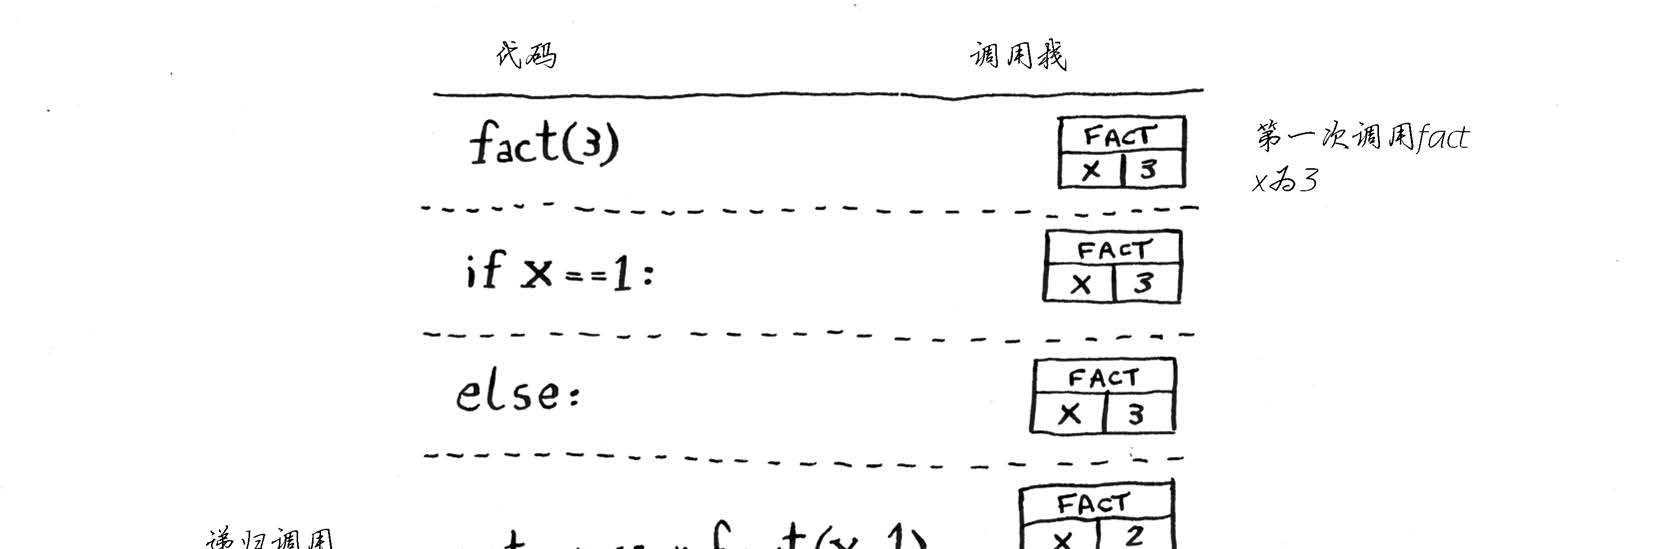 代码 调用栈
fact(3)
FACT
X 3
第一次调用fact
x为3
if x==1:
FACT
X 3
else:
FACT
X 3
递归调用
fact(x-1)
FACT
X 2